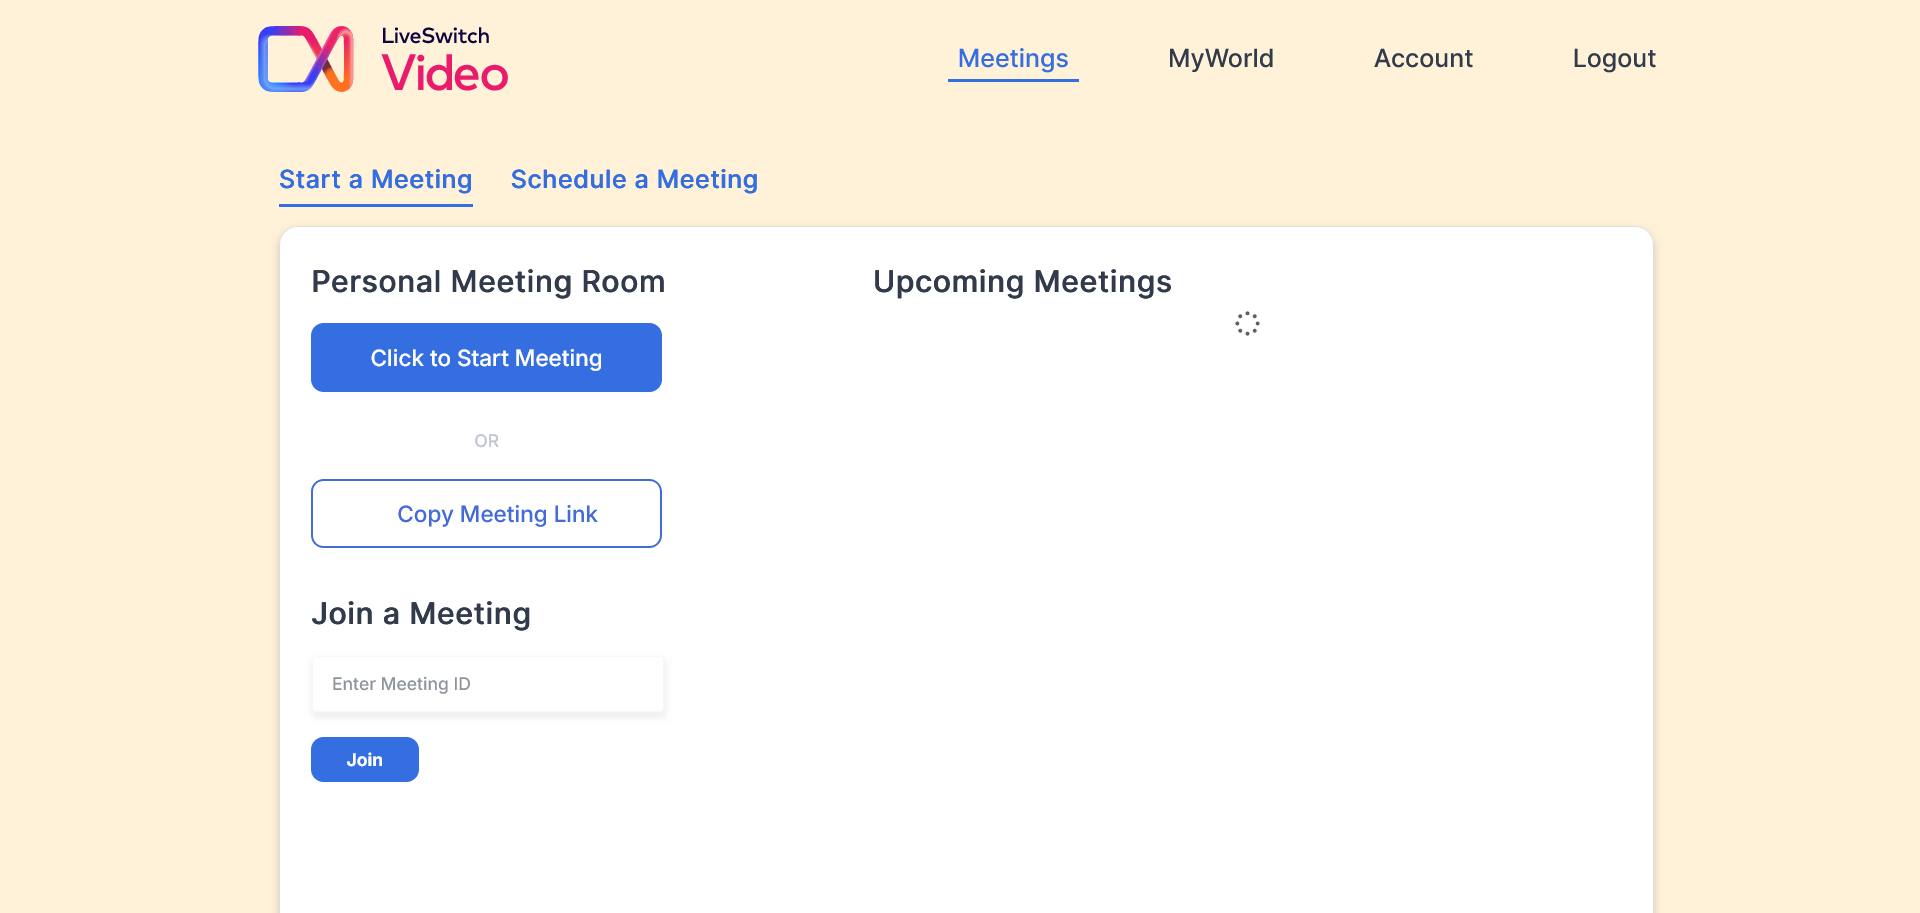 LiveSwitch
Video
Meetings
MyWorld
Account
Logout
Start a Meeting
Schedule a Meeting
Personal Meeting Room
Click to Start Meeting
OR
Copy Meeting Link
Join a Meeting
Enter Meeting ID
Join
Upcoming Meetings